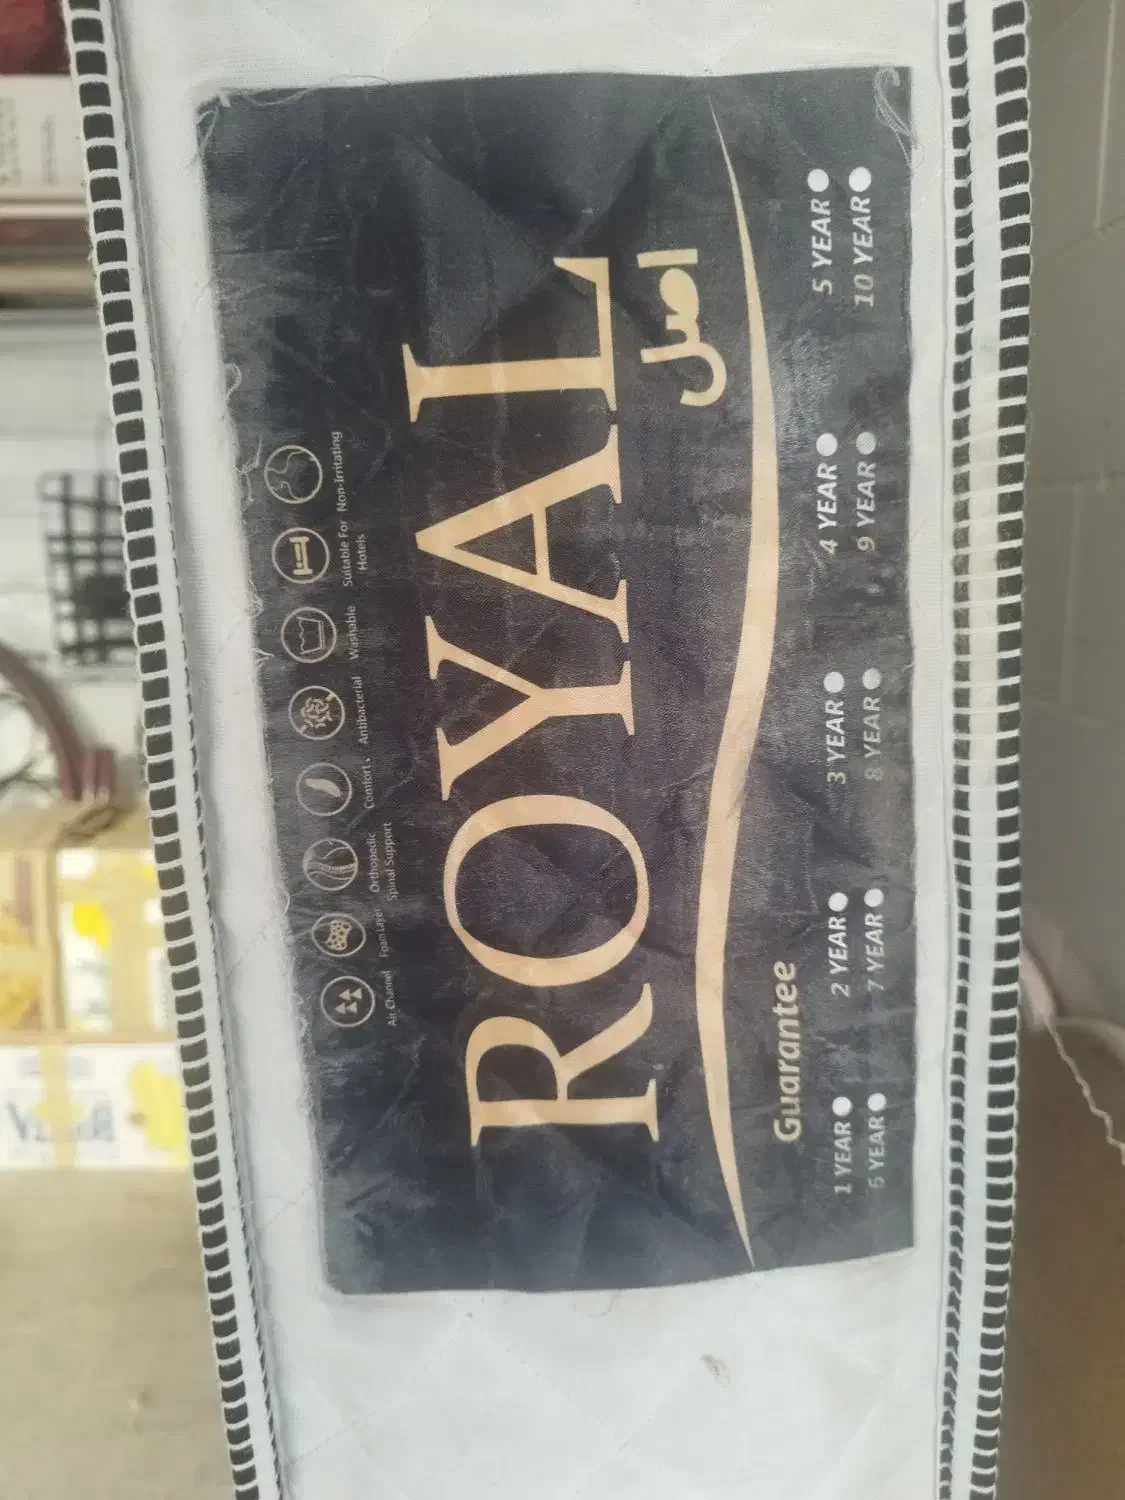 Air Channel
Foam Layer
Orthopedic
Spinal Support
Comfort
Antibacterial
Washable
Suitable For
Hotels
Non-Irritating
ROYAL
اصل
Guarantee
1 YEAR 2 YEAR 3 YEAR 4 YEAR 5 YEAR
6 YEAR 7 YEAR 8 YEAR 9 YEAR 10 YEAR